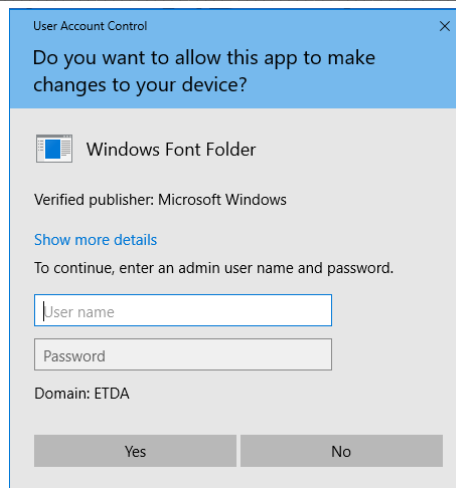 User Account Control
Do you want to allow this app to make
changes to your device?
Windows Font Folder
Verified publisher: Microsoft Windows
Show more details
To continue, enter an admin user name and password.
User name
Password
Domain: ETDA
Yes
No